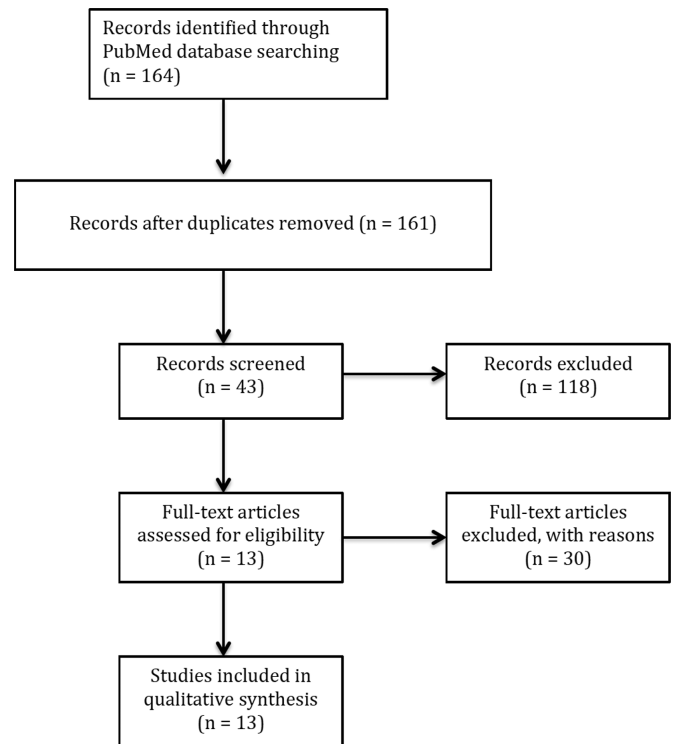 Records identified through
PubMed database searching
(n = 164)
Records after duplicates removed (n = 161)
Records screened
(n = 43)
Records excluded
(n = 118)
Full-text articles
assessed for eligibility
(n = 13)
Full-text articles
excluded, with reasons
(n = 30)
Studies included in
qualitative synthesis
(n = 13)